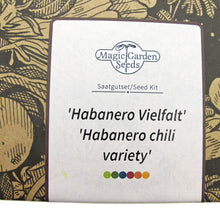 Magic Garden
Seeds
Saatgutset/Seed Kit
'Habanero Vielfalt'
'Habanero chili
variety'